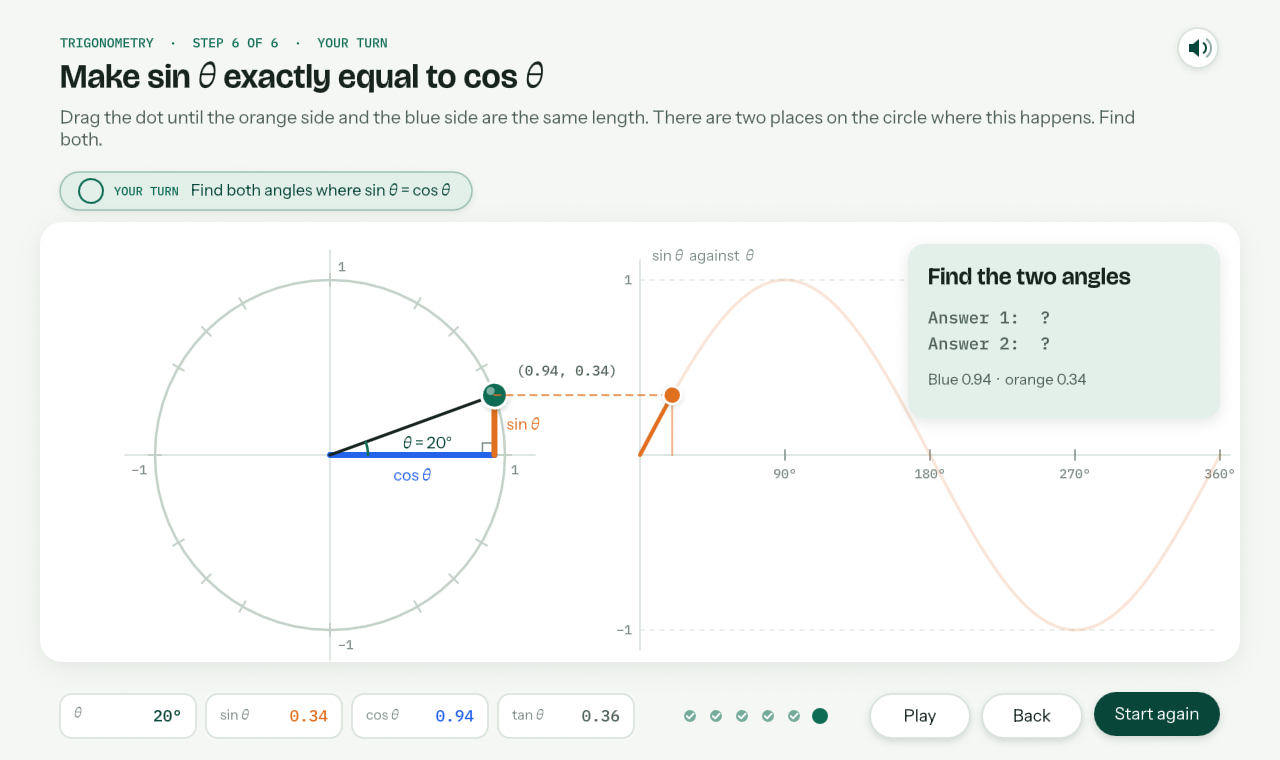 TRIGONOMETRY · STEP 6 OF 6 · YOUR TURN
Make sin θ exactly equal to cos θ
Drag the dot until the orange side and the blue side are the same length. There are two places on the circle where this happens. Find
both.
YOUR TURN Find both angles where sin θ = cos θ
1
-1
1
-1
(0.94, 0.34)
sin θ
θ = 20°
cos θ
sin θ against θ
1
-1
90°
180°
270°
360°
Find the two angles
Answer 1: ?
Answer 2: ?
Blue 0.94 · orange 0.34
θ 20°
sin θ 0.34
cos θ 0.94
tan θ 0.36
Play
Back
Start again